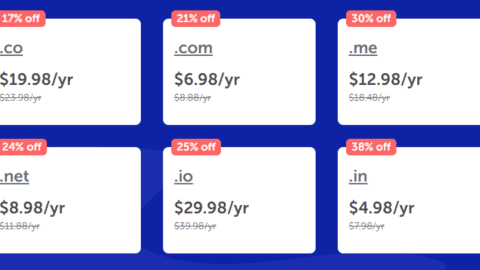 17% off
.co
$19.98/yr
$23.98/yr
21% off
.com
$6.98/yr
$8.88/yr
30% off
.me
$12.98/yr
$18.48/yr
24% off
.net
$8.98/yr
$11.88/yr
25% off
.io
$29.98/yr
$39.98/yr
38% off
.in
$4.98/yr
$7.98/yr